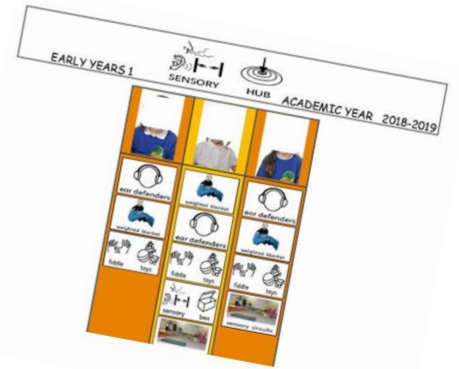 EARLY YEARS 1
SENSORY
HUB
ACADEMIC YEAR 2018-2019
ear defenders
weighted blanket
fiddle toys
weighted blanket
ear defenders
fiddle toys
sensory box
ear defenders
weighted blanket
fiddle toys
sensory circuits